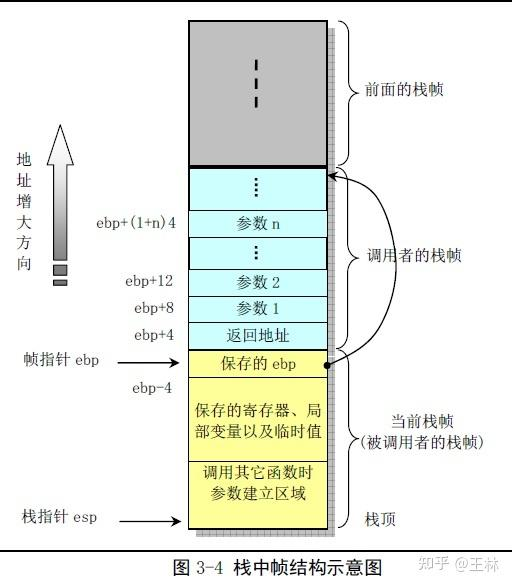 前面的栈帧
地址增大方向
ebp+(1+n)4
参数 n
调用者的栈帧
ebp+12
参数 2
ebp+8
参数 1
ebp+4
返回地址
帧指针 ebp
保存的 ebp
ebp-4
保存的寄存器、局
部变量以及临时值
当前栈帧
(被调用者的栈帧)
调用其它函数时
参数建立区域
栈指针 esp
栈顶
图 3-4 栈中帧结构示意图
知乎 @王林